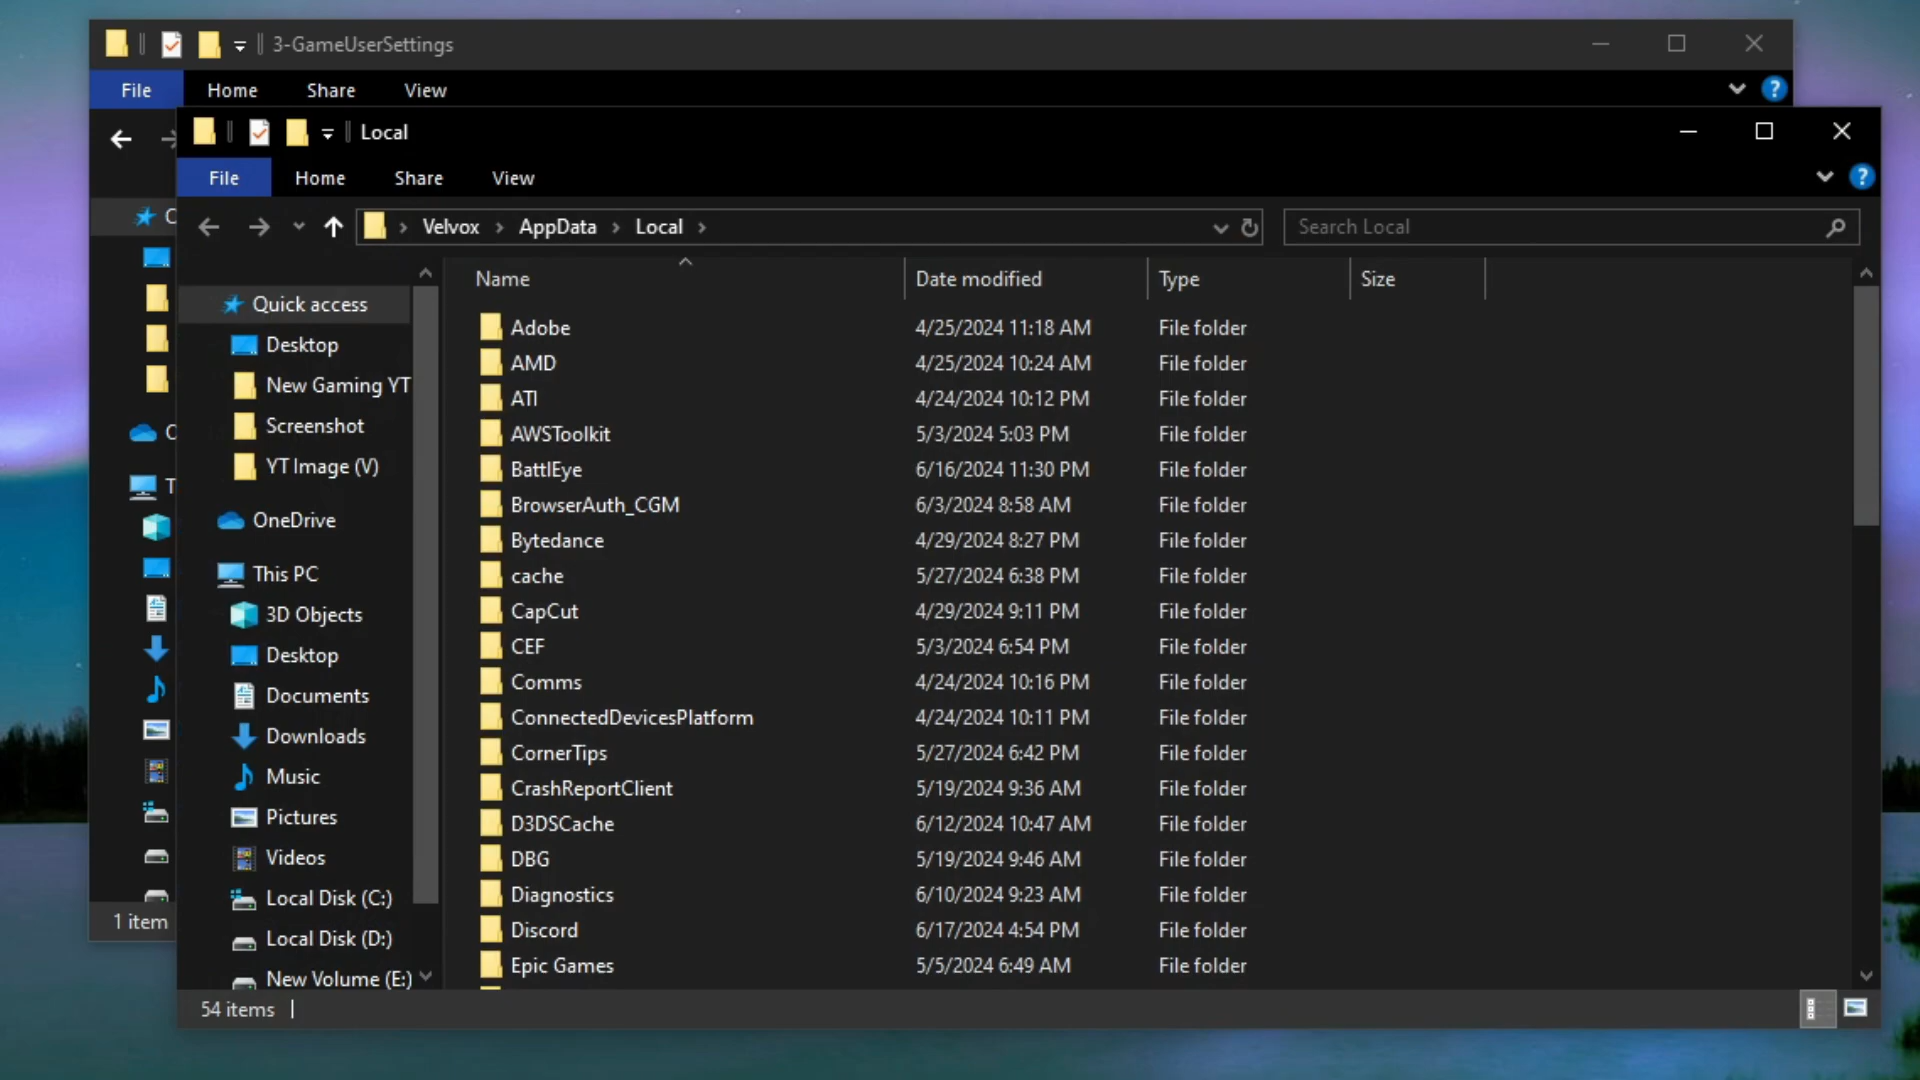 3-GameUserSettings
File Home Share View
Local
File Home Share View
Velvox AppData Local
Search Local
Name Date modified Type Size
Quick access
Desktop
New Gaming YT
Screenshot
YT Image (V)
OneDrive
This PC
3D Objects
Desktop
Documents
Downloads
Music
Pictures
Videos
Local Disk (C:)
Local Disk (D:)
New Volume (E:)
Adobe 4/25/2024 11:18 AM File folder
AMD 4/25/2024 10:24 AM File folder
ATI 4/24/2024 10:12 PM File folder
AWSToolkit 5/3/2024 5:03 PM File folder
BattlEye 6/16/2024 11:30 PM File folder
BrowserAuth_CGM 6/3/2024 8:58 AM File folder
Bytedance 4/29/2024 8:27 PM File folder
cache 5/27/2024 6:38 PM File folder
CapCut 4/29/2024 9:11 PM File folder
CEF 5/3/2024 6:54 PM File folder
Comms 4/24/2024 10:16 PM File folder
ConnectedDevicesPlatform 4/24/2024 10:11 PM File folder
CornerTips 5/27/2024 6:42 PM File folder
CrashReportClient 5/19/2024 9:36 AM File folder
D3DSCache 6/12/2024 10:47 AM File folder
DBG 5/19/2024 9:46 AM File folder
Diagnostics 6/10/2024 9:23 AM File folder
Discord 6/17/2024 4:54 PM File folder
Epic Games 5/5/2024 6:49 AM File folder
1 item
54 items